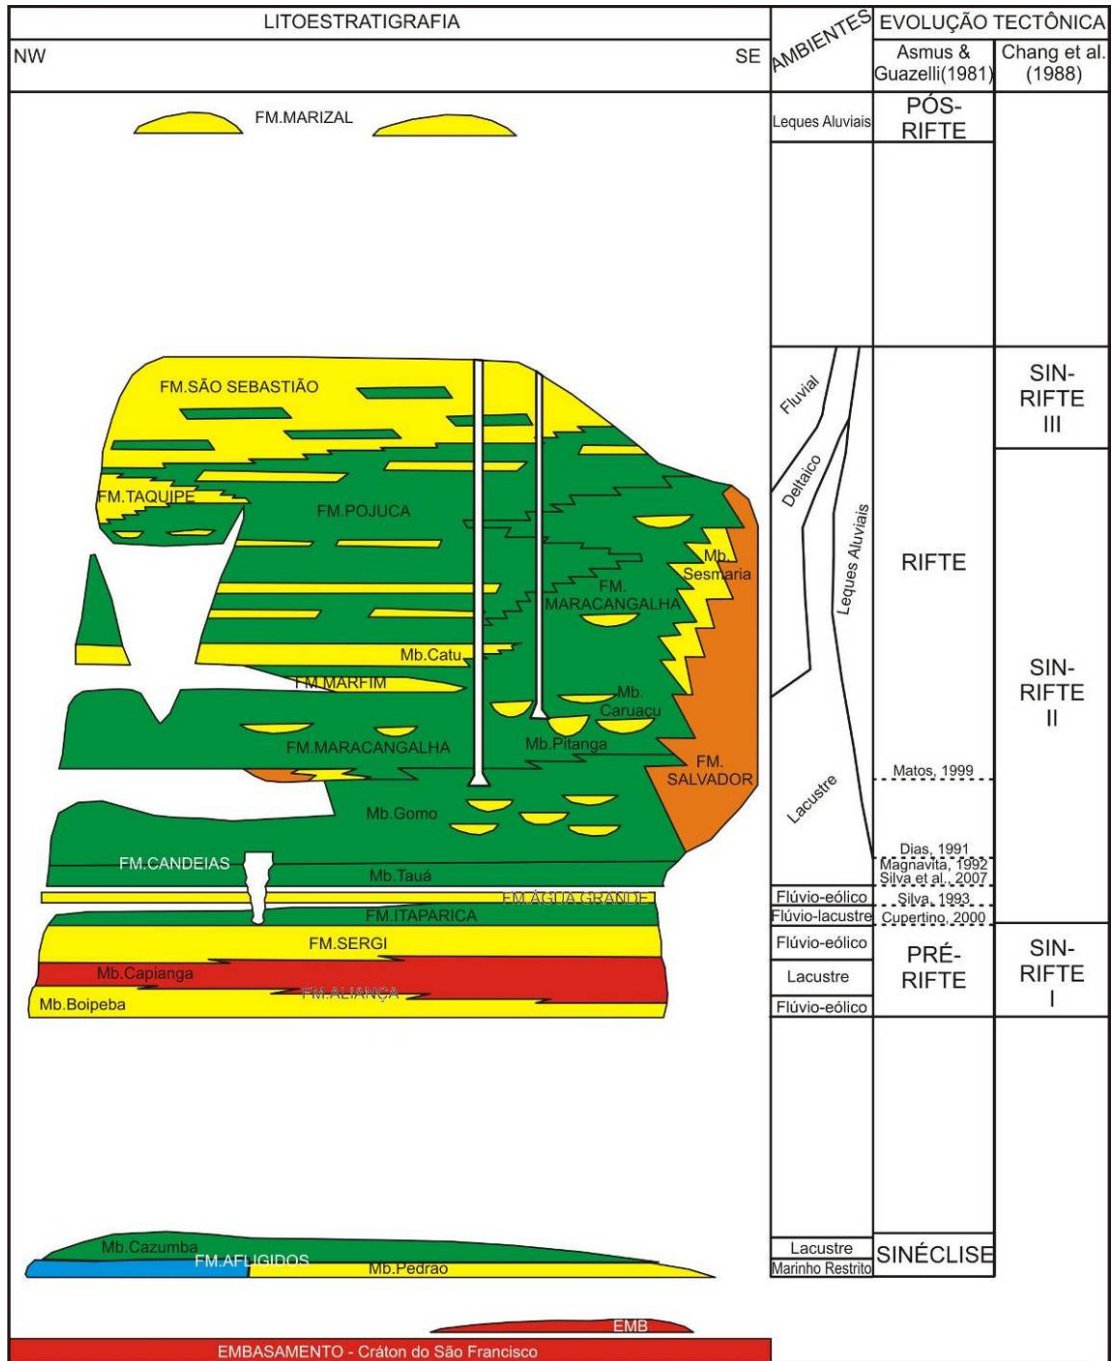 LITOESTRATIGRAFIA
AMBIENTES
EVOLUÇÃO TECTÔNICA
NW
SE
Asmus &
Guazelli(1981)
Chang et al.
(1988)
FM.MARIZAL
Leques Aluviais
PÓS-
RIFTE
FM.SÃO SEBASTIÃO
Fluvial
SIN-
RIFTE
III
FM.TAQUIPE
Deltaico
FM.POJUCA
Leques Aluviais
RIFTE
Mb.
Sesmaria
FM.
MARACANGALHA
Mb.Catu
FM.MARFIM
Mb.
Caruaçu
SIN-
RIFTE
II
FM.MARACANGALHA
Mb.Pitanga
FM.
SALVADOR
Matos, 1999
Lacustre
Mb.Gomo
Dias, 1991
FM.CANDEIAS
Magnavita, 1992
Mb.Tauá
Silva et al., 2007
FM.ÁGUA GRANDE
Flúvio-eólico
Silva, 1993
FM.ITAPARICA
Flúvio-lacustre
Cupertino, 2000
FM.SERGI
Flúvio-eólico
PRÉ-
RIFTE
SIN-
RIFTE
I
Mb.Capianga
Lacustre
FM.ALIANÇA
Mb.Boipeba
Flúvio-eólico
Mb.Cazumba
Lacustre
SINÉCLISE
FM.AFLIGIDOS
Mb.Pedrão
Marinho Restrito
EMB
EMBASAMENTO - Cráton do São Francisco